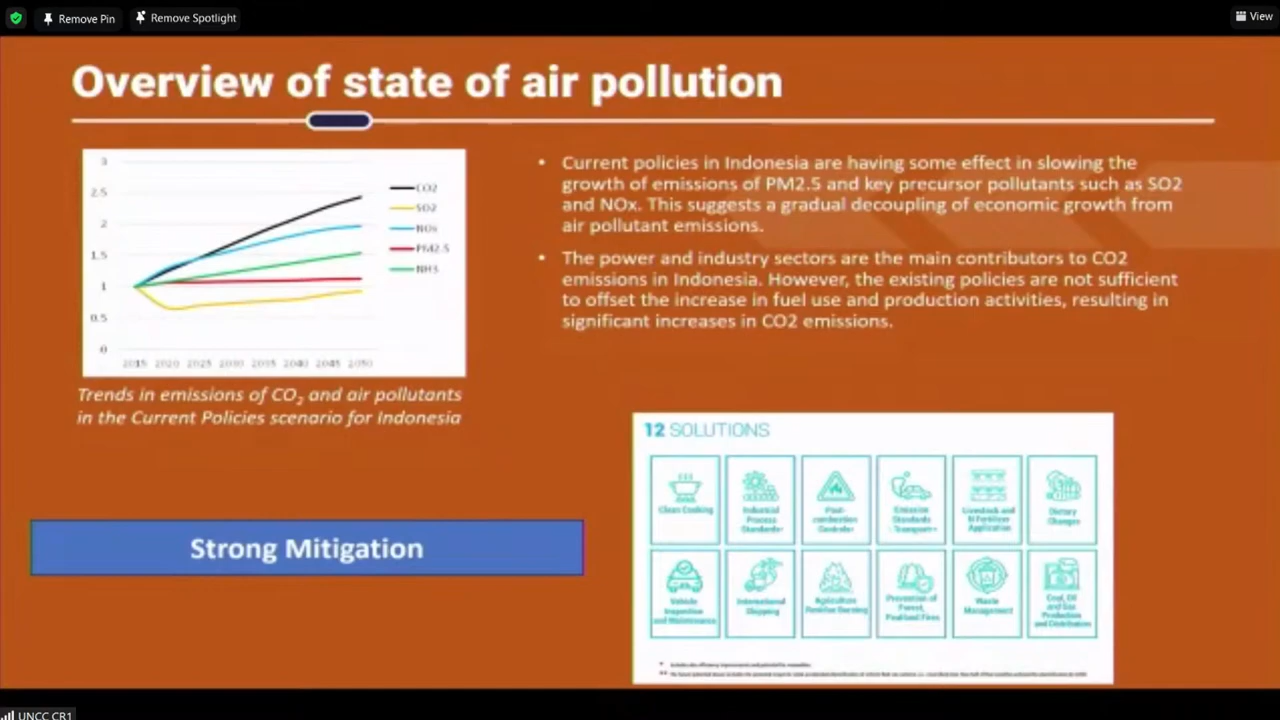 Remove Pin
Remove Spotlight
View
Overview of state of air pollution
3
2.5
2
1.5
1
0.5
0
2015 2020 2025 2030 2035 2040 2045 2050
CO2
SO2
NOx
PM2.5
NH3
Trends in emissions of CO2 and air pollutants
in the Current Policies scenario for Indonesia
• Current policies in Indonesia are having some effect in slowing the
growth of emissions of PM2.5 and key precursor pollutants such as SO2
and NOx. This suggests a gradual decoupling of economic growth from
air pollutant emissions.
• The power and industry sectors are the main contributors to CO2
emissions in Indonesia. However, the existing policies are not sufficient
to offset the increase in fuel use and production activities, resulting in
significant increases in CO2 emissions.
Strong Mitigation
12 SOLUTIONS
Clean Cooking
Industrial
Process
Standards*
Post-
combustion
Controls*
Emission
Standards
- Transport**
Livestock and
N Fertilizer
Application
Dietary
Changes
Vehicle
Inspection
and Maintenance
International
Shipping
Agriculture
Residue Burning
Prevention of
Forest,
Peatland Fires
Waste
Management
Coal, Oil
and Gas
Production
and Distribution
UNCC CR1